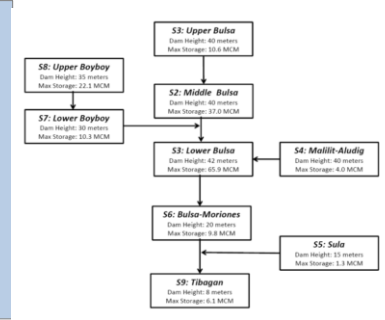 S3: Upper Bulsa
Dam Height: 40 meters
Max Storage: 10.6 MCM
S8: Upper Boyboy
Dam Height: 35 meters
Max Storage: 22.1 MCM
S2: Middle Bulsa
Dam Height: 40 meters
Max Storage: 37.0 MCM
S7: Lower Boyboy
Dam Height: 30 meters
Max Storage: 10.3 MCM
S3: Lower Bulsa
Dam Height: 42 meters
Max Storage: 65.9 MCM
S4: Malilit-Aludig
Dam Height: 40 meters
Max Storage: 4.0 MCM
S6: Bulsa-Moriones
Dam Height: 20 meters
Max Storage: 9.8 MCM
S5: Sula
Dam Height: 15 meters
Max Storage: 1.3 MCM
S9: Tibagan
Dam Height: 8 meters
Max Storage: 6.1 MCM